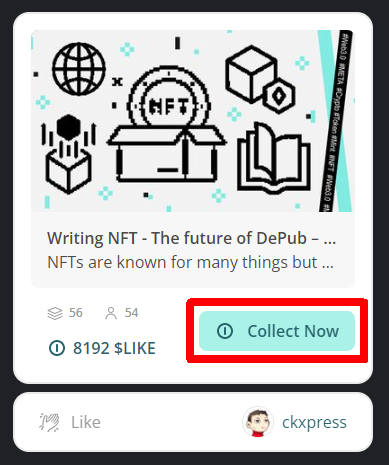 NFT
#Web3.0 #META #Crypto #Token #Mint #NFT #Web3.0
Writing NFT - The future of DePub – ...
NFTs are known for many things but ...
56 54
8192 $LIKE
Collect Now
Like
ckxpress